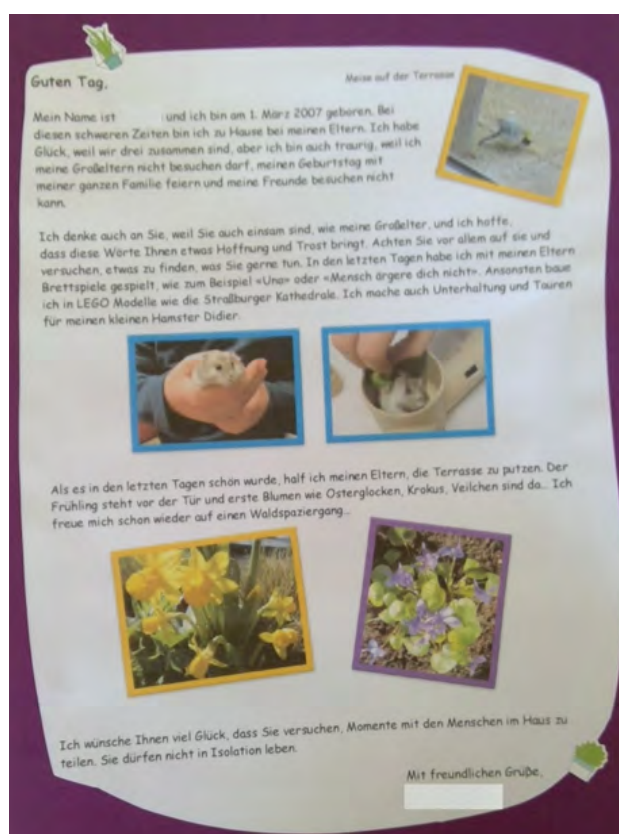 Guten Tag,
Meise auf der Terrasse
Mein Name ist und ich bin am 1. März 2007 geboren. Bei
diesen schweren Zeiten bin ich zu Hause bei meinen Eltern. Ich habe
Glück, weil wir drei zusammen sind, aber ich bin auch traurig, weil ich
meine Großeltern nicht besuchen darf, meinen Geburtstag mit
meiner ganzen Familie feiern und meine Freunde besuchen nicht
kann.
Ich denke auch an Sie, weil Sie auch einsam sind, wie meine Großelter, und ich hoffe,
dass diese Worte Ihnen etwas Hoffnung und Trost bringt. Achten Sie vor allem auf sie und
versuchen, etwas zu finden, was Sie gerne tun. In den letzten Tagen habe ich mit meinen Eltern
Brettspiele gespielt, wie zum Beispiel «Uno» oder «Mensch ärgere dich nicht». Ansonsten baue
ich in LEGO Modelle wie die Straßburger Kathedrale. Ich mache auch Unterhaltung und Touren
für meinen kleinen Hamster Didier.
Als es in den letzten Tagen schön wurde, half ich meinen Eltern, die Terrasse zu putzen. Der
Frühling steht vor der Tür und erste Blumen wie Osterglocken, Krokus, Veilchen sind da... Ich
freue mich schon wieder auf einen Waldspaziergang...
Ich wünsche Ihnen viel Glück, dass Sie versuchen, Momente mit den Menschen im Haus zu
teilen. Sie dürfen nicht in Isolation leben.
Mit freundlichen Grüße,